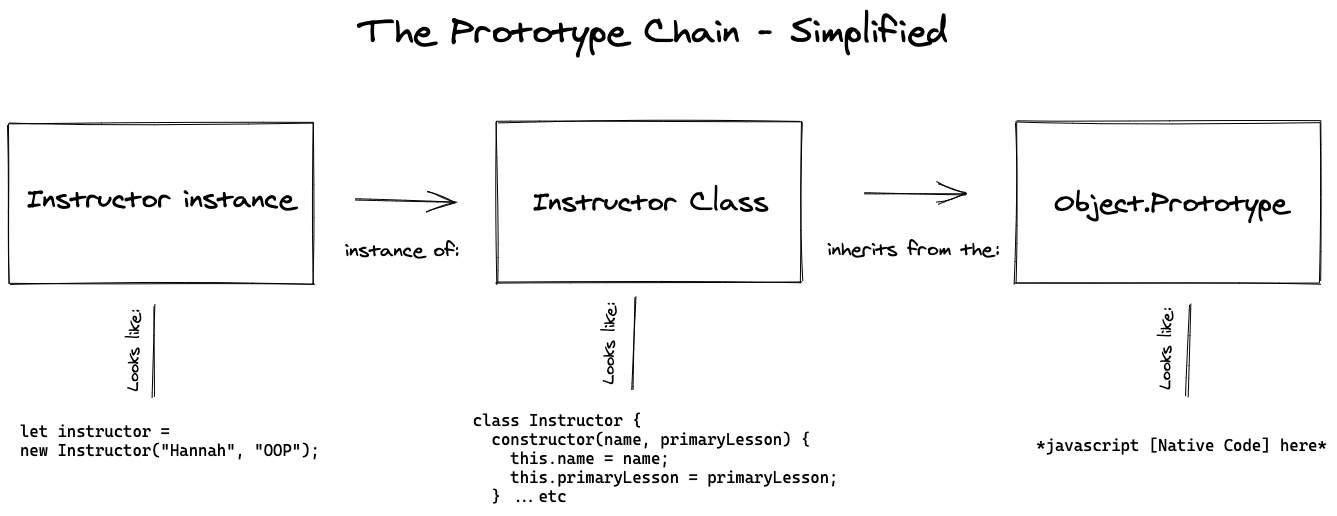 The Prototype Chain - Simplified
Instructor instance
instance of:
Instructor Class
inherits from the:
Object.Prototype
Looks like:
Looks like:
Looks like:
let instructor =
new Instructor("Hannah", "OOP");
class Instructor {
constructor(name, primaryLesson) {
this.name = name;
this.primaryLesson = primaryLesson;
} ... etc
*javascript [Native Code] here*